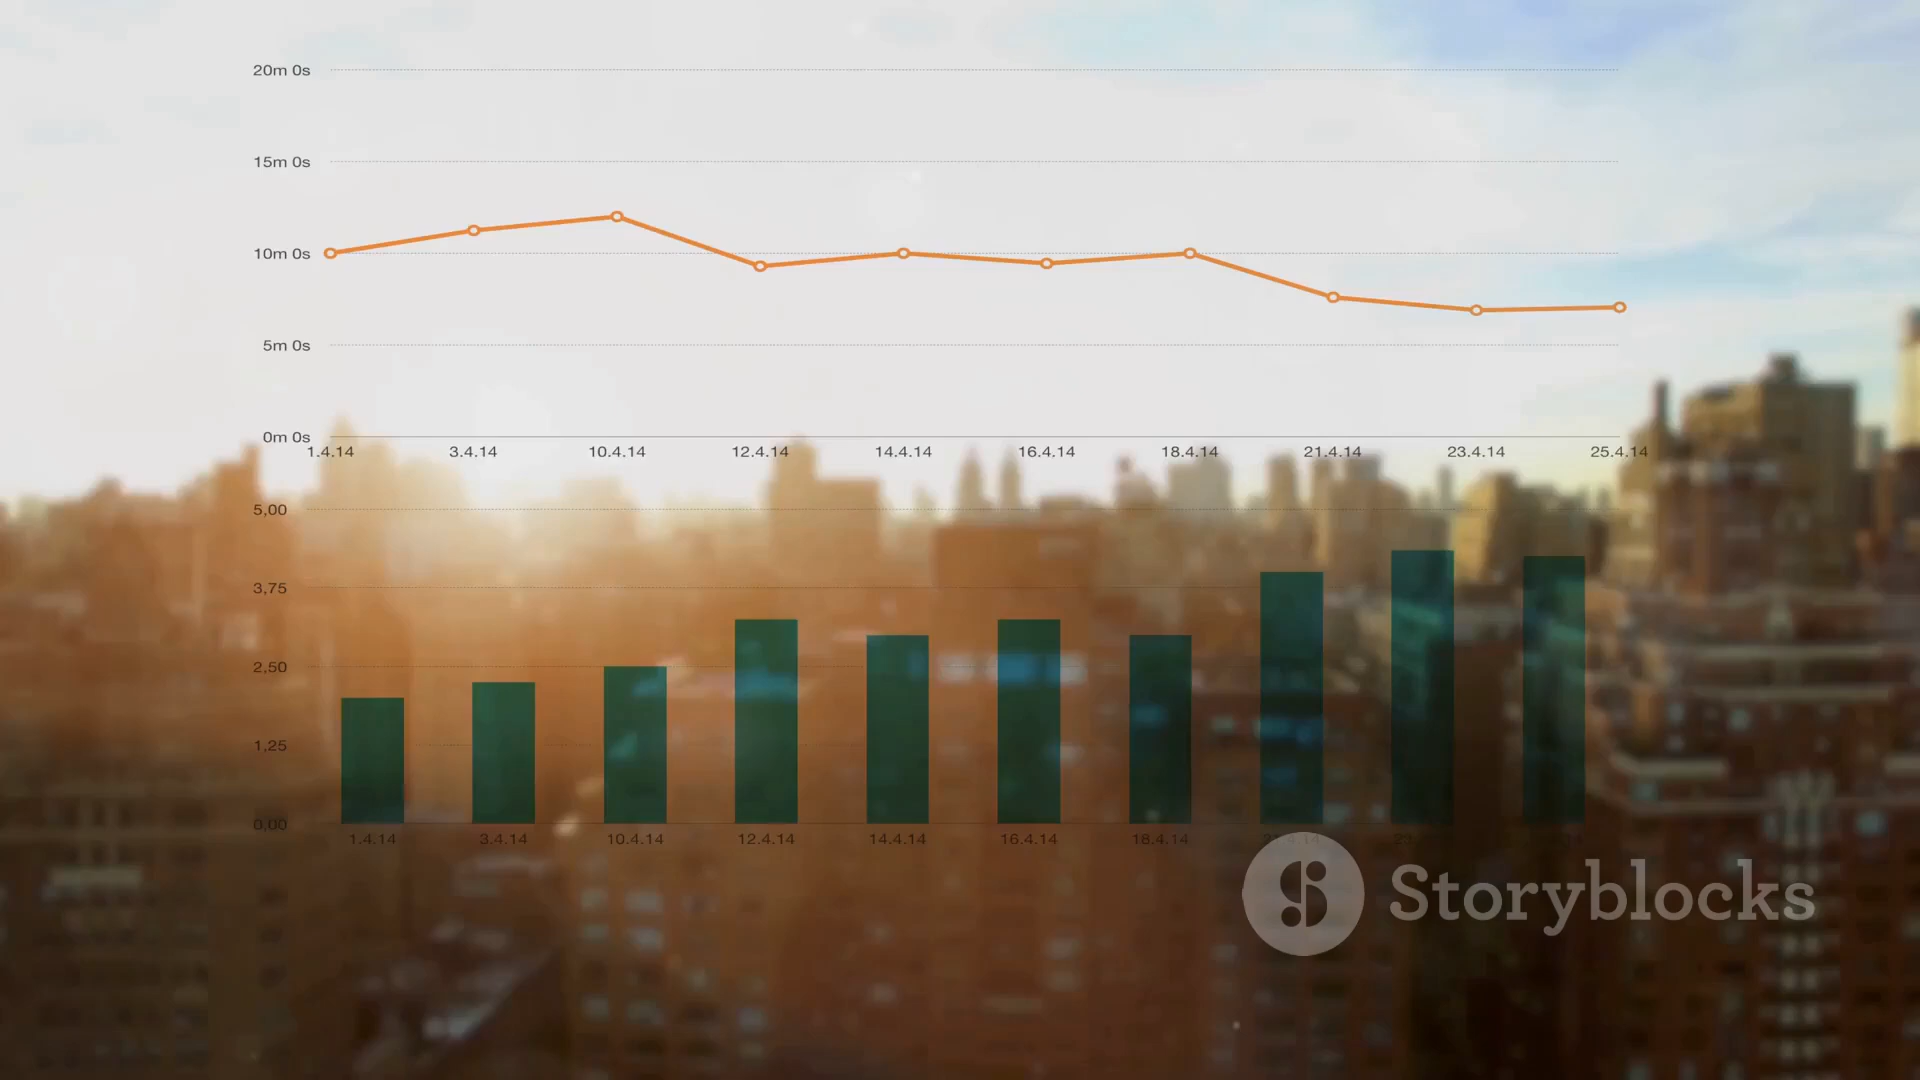 20m 0s
15m 0s
10m 0s
5m 0s
0m 0s
1.4.14 3.4.14 10.4.14 12.4.14 14.4.14 16.4.14 18.4.14 21.4.14 23.4.14 25.4.14
5,00
3,75
2,50
1,25
0,00
1.4.14 3.4.14 10.4.14 12.4.14 14.4.14 16.4.14 18.4.14
Storyblocks